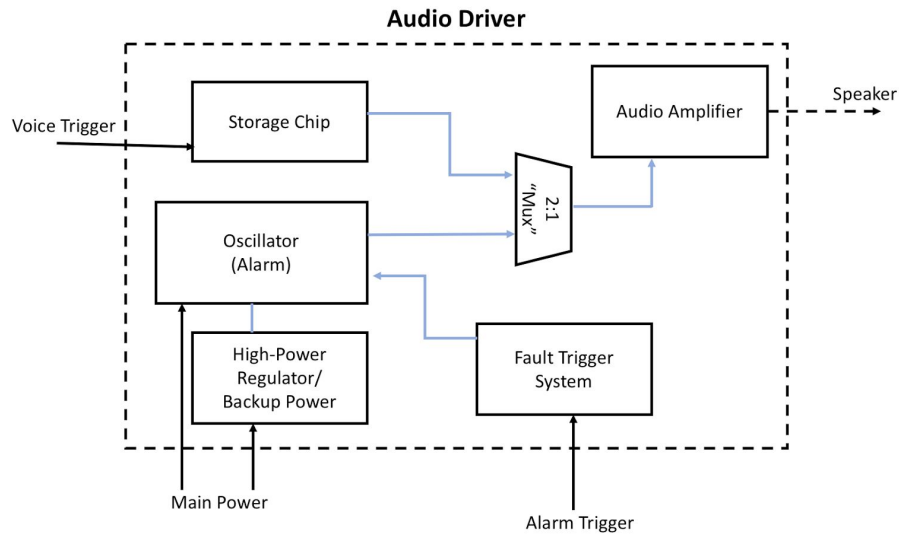 Audio Driver
Voice Trigger
Storage Chip
Audio Amplifier
Speaker
2:1
“Mux”
Oscillator
(Alarm)
High-Power
Regulator/
Backup Power
Fault Trigger
System
Main Power
Alarm Trigger